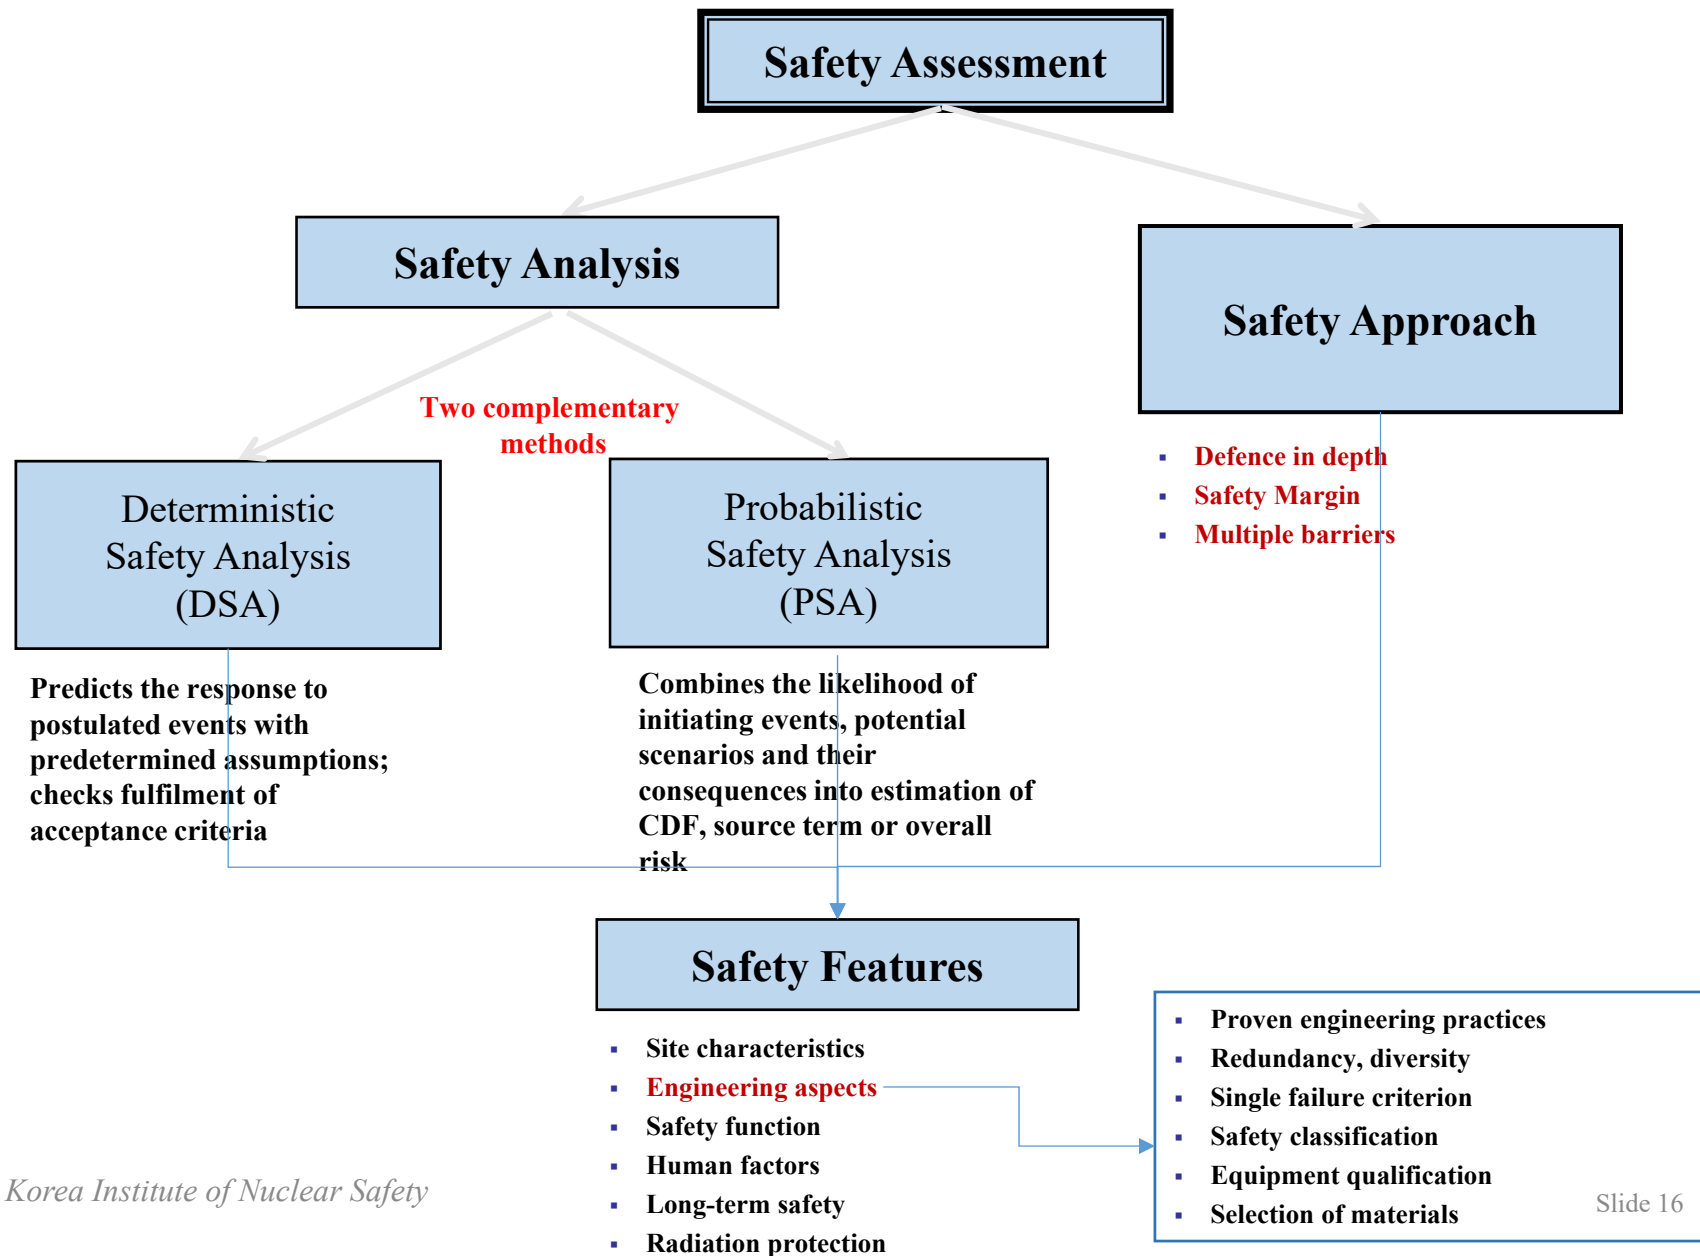 Safety Assessment
Safety Analysis
Safety Approach
Two complementary
methods
Deterministic
Safety Analysis
(DSA)
Probabilistic
Safety Analysis
(PSA)
▪ Defence in depth
▪ Safety Margin
▪ Multiple barriers
Predicts the response to
postulated events with
predetermined assumptions;
checks fulfilment of
acceptance criteria
Combines the likelihood of
initiating events, potential
scenarios and their
consequences into estimation of
CDF, source term or overall
risk
Safety Features
▪ Site characteristics
▪ Engineering aspects
▪ Safety function
▪ Human factors
▪ Long-term safety
▪ Radiation protection
▪ Proven engineering practices
▪ Redundancy, diversity
▪ Single failure criterion
▪ Safety classification
▪ Equipment qualification
▪ Selection of materials
Korea Institute of Nuclear Safety
Slide 16